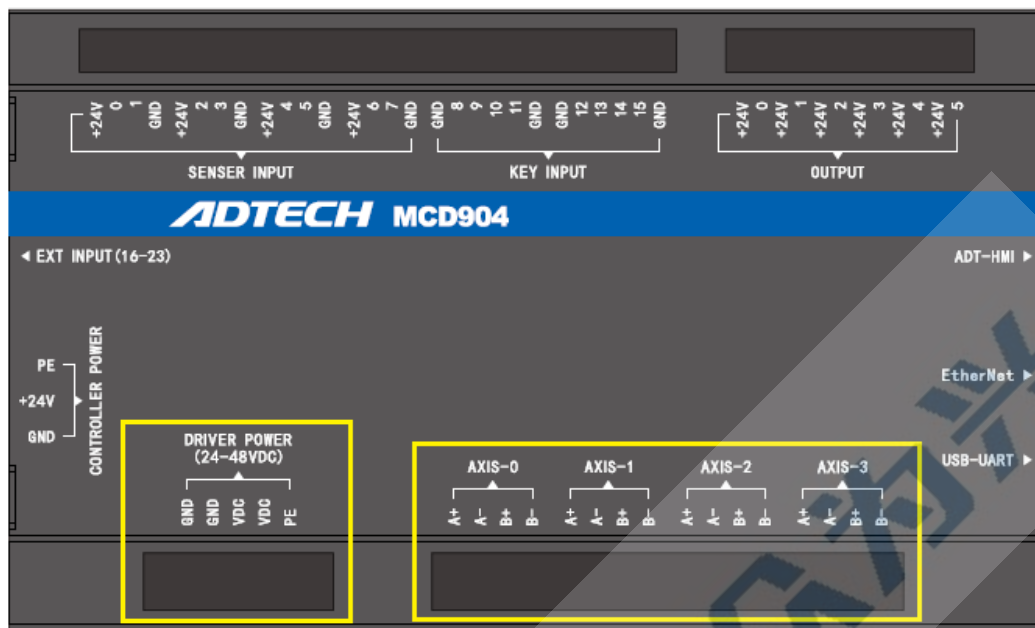 +24V 0 1 GND +24V 2 3 GND +24V 4 5 GND +24V 6 7 GND GND 8 9 10 11 GND GND 12 13 14 15 GND
+24V 0 +24V 1 +24V 2 +24V 3 +24V 4 +24V 5
SENSER INPUT
KEY INPUT
OUTPUT
ADTECH MCD904
EXT INPUT(16-23)
ADT-HMI
PE
+24V
GND
CONTROLLER POWER
EtherNet
USB-UART
DRIVER POWER
(24-48VDC)
GND GND VDC VDC PE
AXIS-0
AXIS-1
AXIS-2
AXIS-3
A+ A- B+ B- A+ A- B+ B- A+ A- B+ B- A+ A- B+ B-